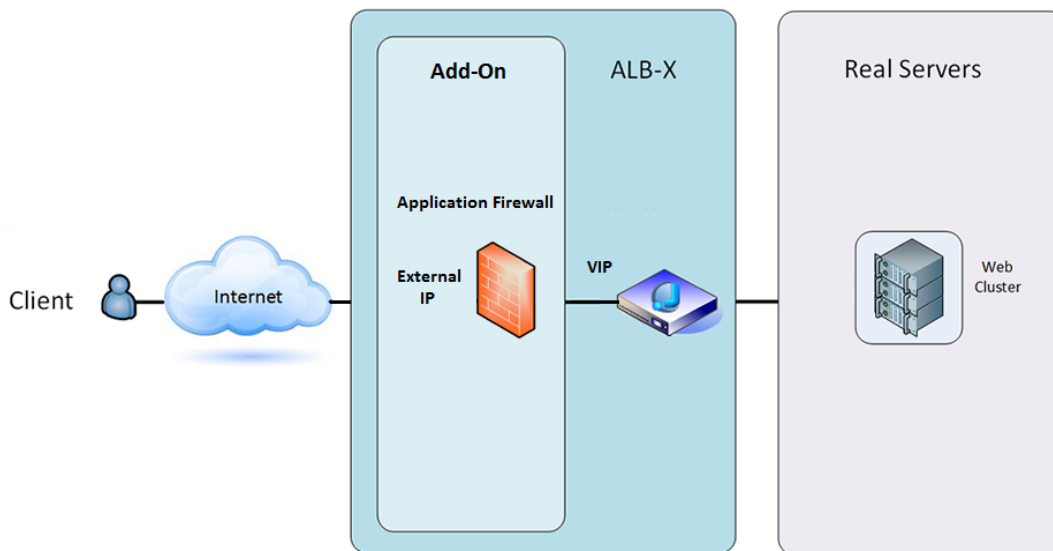 Add-On
ALB-X
Real Servers
Application Firewall
External
IP
VIP
Web
Cluster
Client
Internet